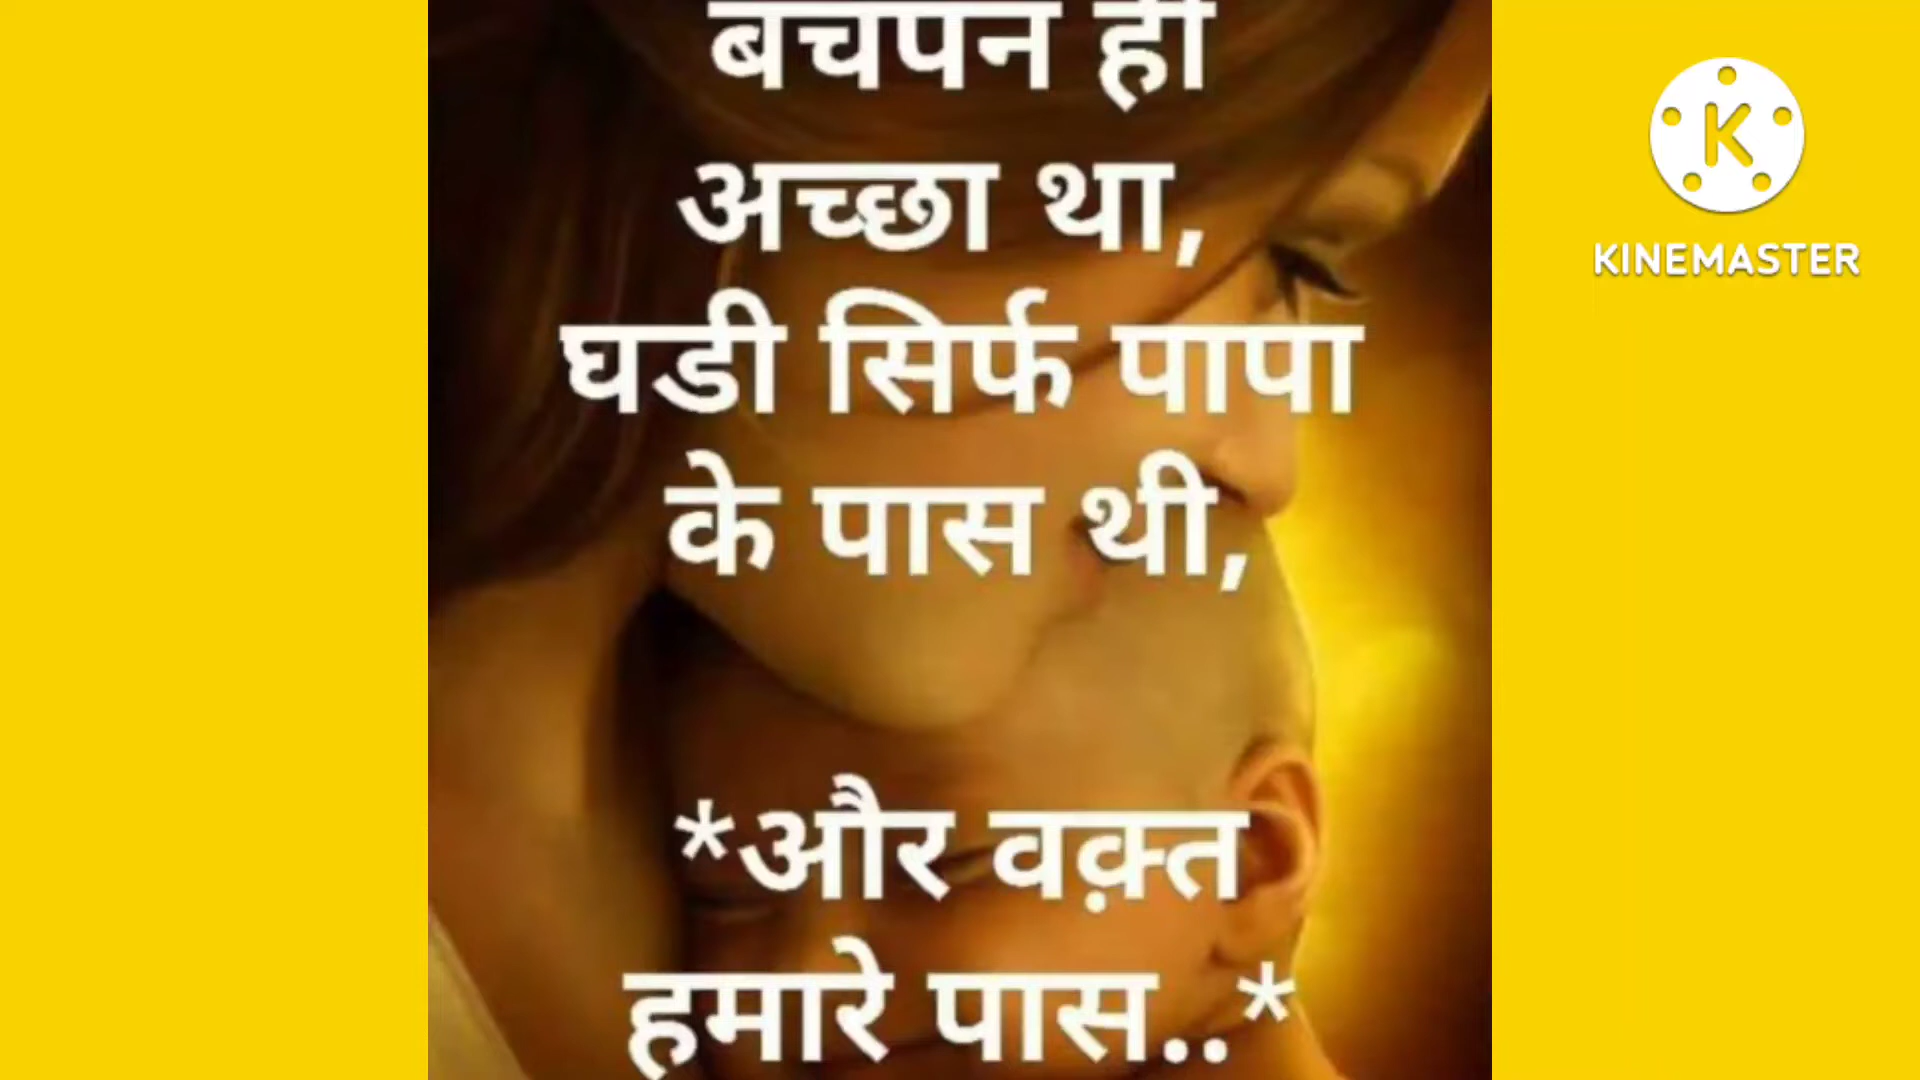 बचपन ही
अच्छा था,
घडी सिर्फ पापा
के पास थी,
*और वक़्त
हमारे पास..*
K
KINEMASTER